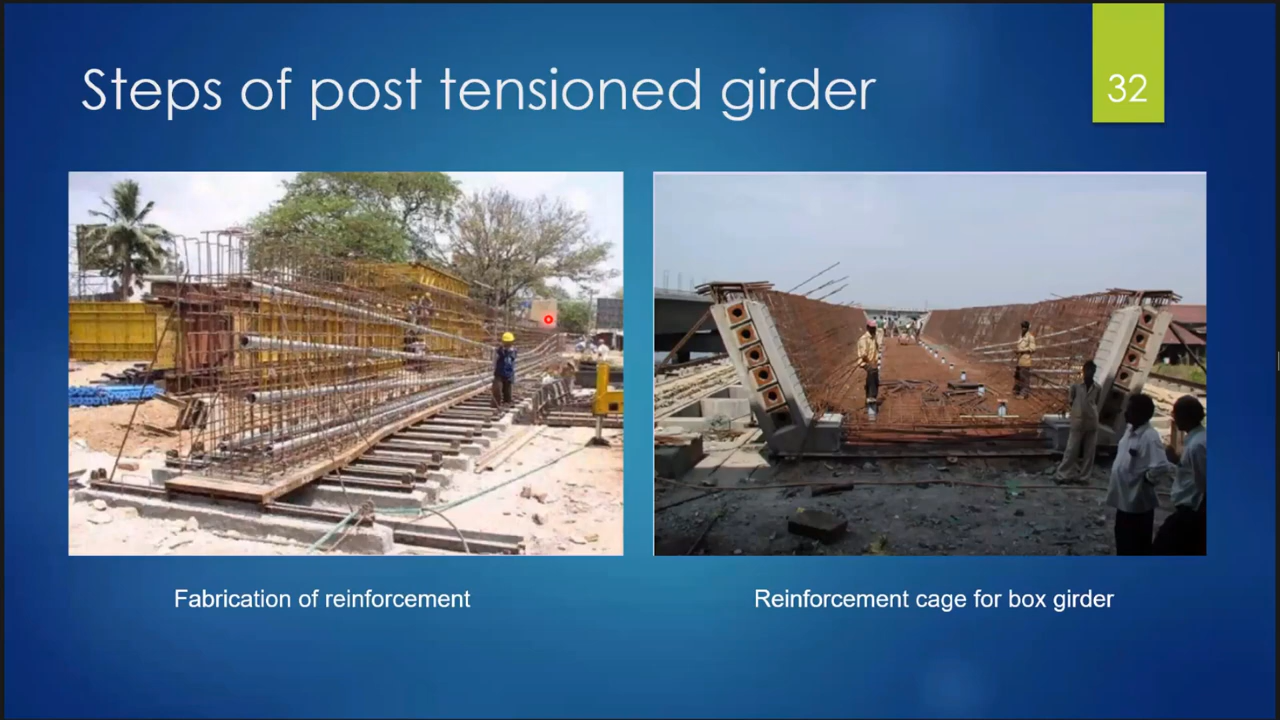 Steps of post tensioned girder
32
Fabrication of reinforcement
Reinforcement cage for box girder